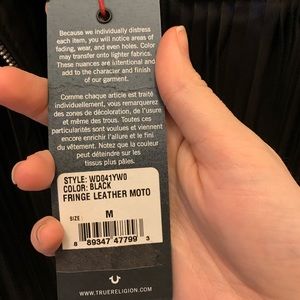 Because we individually distress
each item, you will notice areas of
fading, wear, and even holes. Color
may transfer onto lighter fabrics.
These nuances are intentional and
add to the character and finish
of our garment.
Comme chaque article est traité
individuellement, vous remarquerez
des zones de décoloration, de l'usure
et même des trous. Toutes ces
particularités sont voulues et viennent
encore enrichir l'allure et le fini
du vêtement.
Notez que la couleur
peut déteindre sur les
tissus plus pâles.
STYLE: WD041YW0
COLOR: BLACK
FRINGE LEATHER MOTO
SIZE
M
8 89347 47799 3
WWW.TRUERELIGION.COM